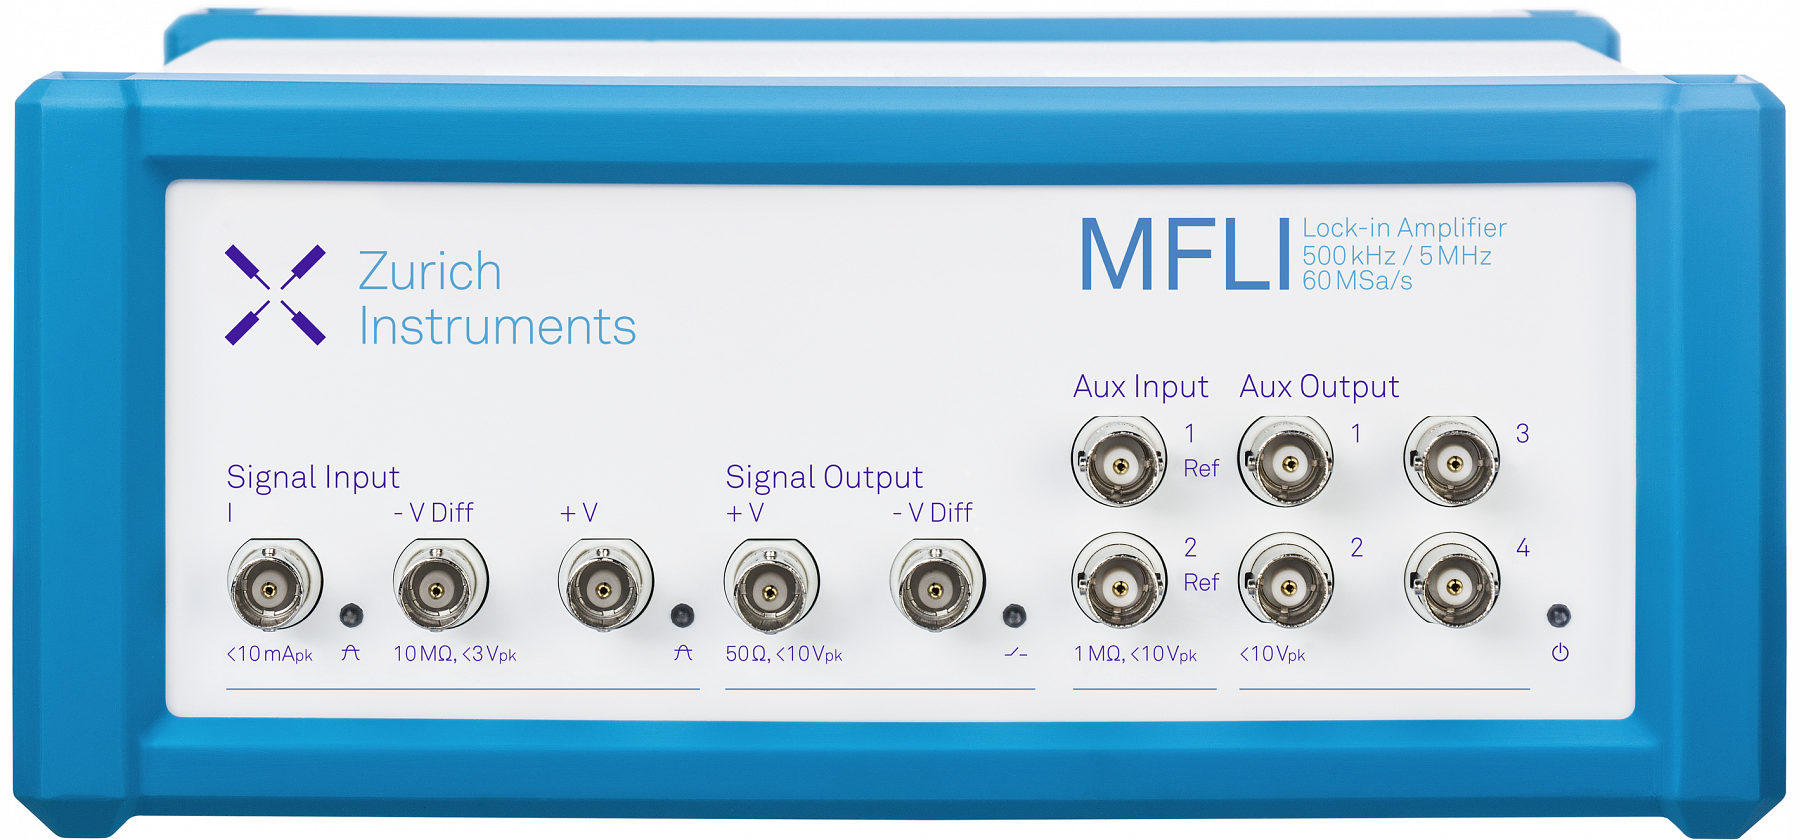 Zurich
Instruments
MFLI
Lock-in Amplifier
500 kHz / 5 MHz
60 MSa/s
Signal Input
I
- V Diff
+ V
<10 mApk
10 MΩ, <3 Vpk
Signal Output
+ V
- V Diff
50 Ω, <10 Vpk
Aux Input
1
Ref
2
Ref
1 MΩ, <10 Vpk
Aux Output
1
3
2
4
<10 Vpk